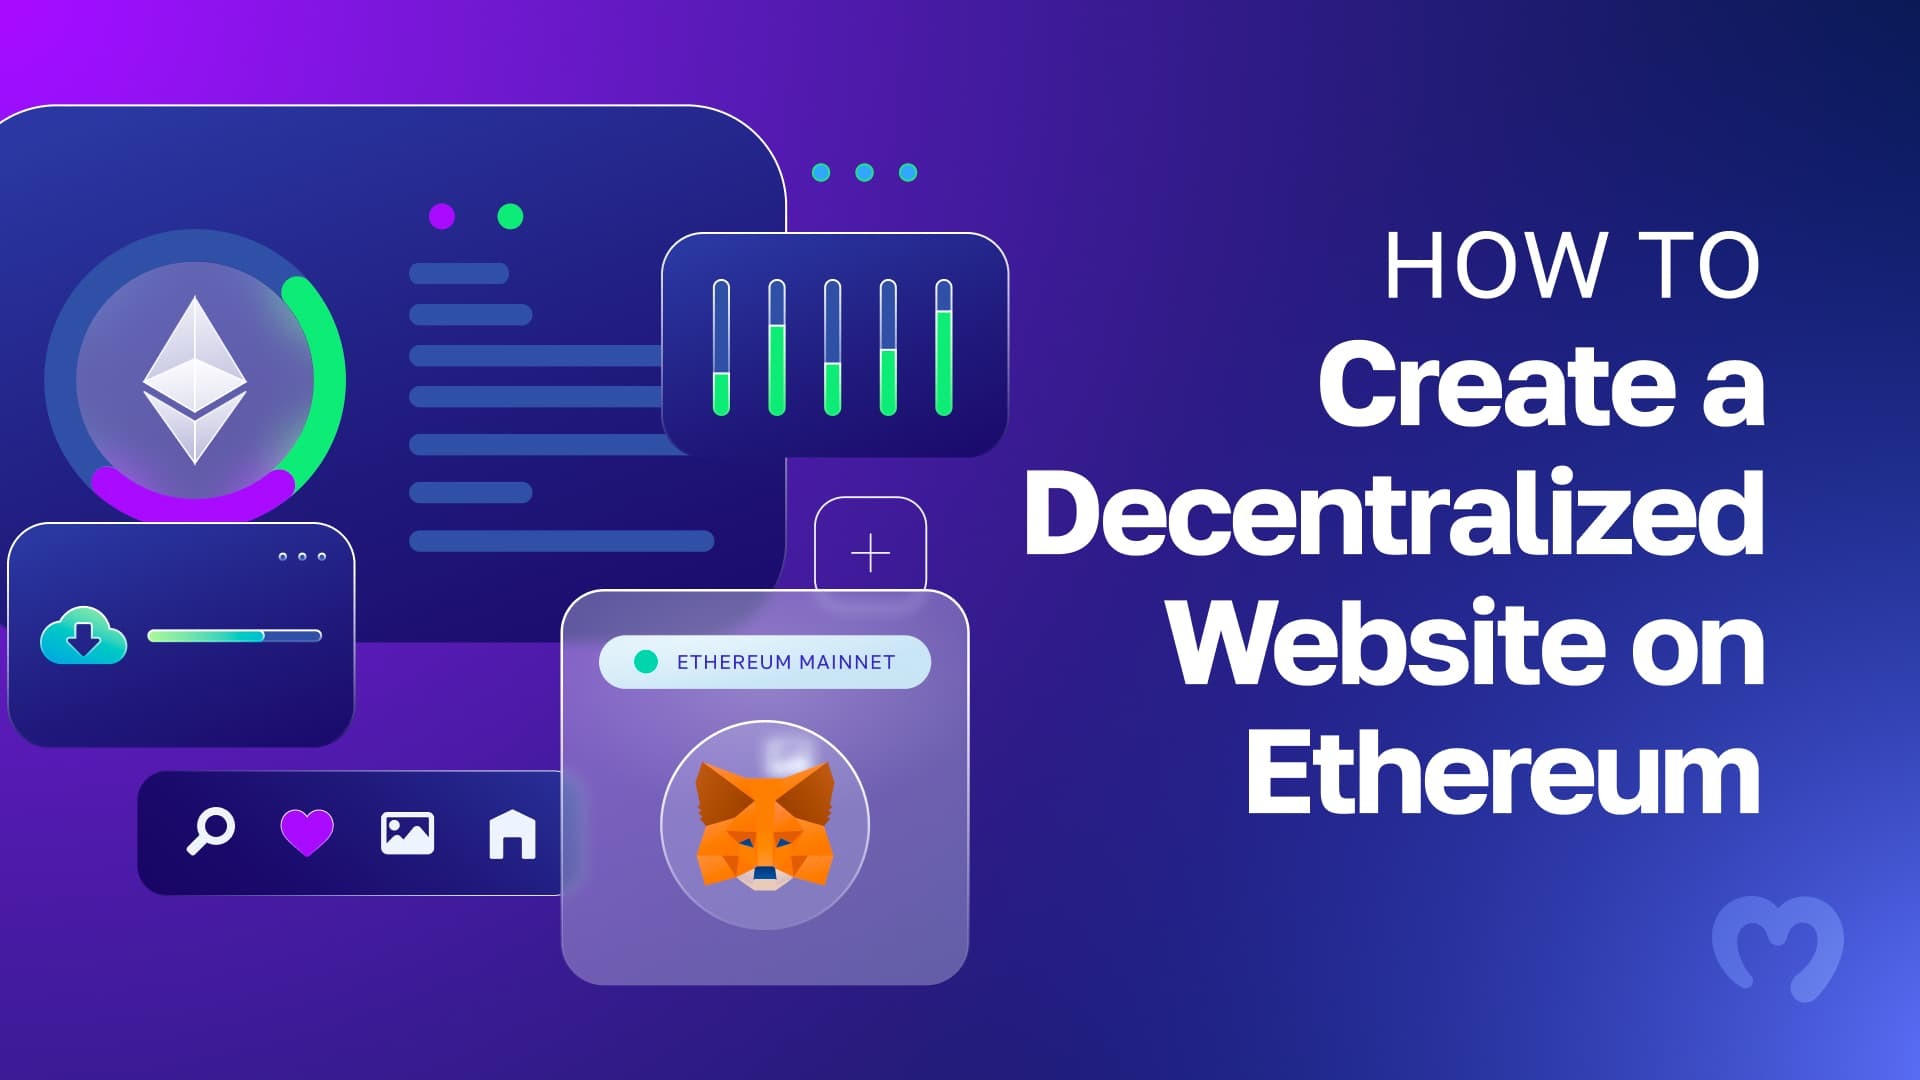 HOW TO
Create a
Decentralized
Website on
Ethereum
ETHEREUM MAINNET